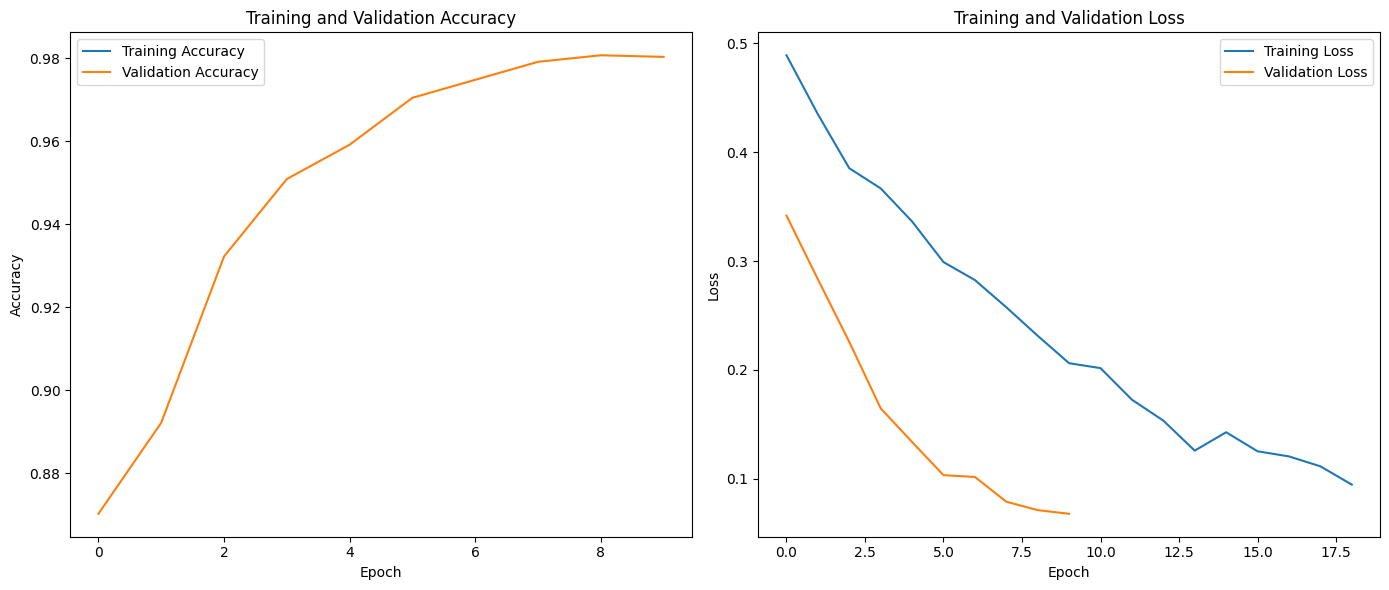 Training and Validation Accuracy
Training Accuracy
Validation Accuracy
0.98
0.96
0.94
0.92
0.90
0.88
Accuracy
0
2
4
6
8
Epoch
Training and Validation Loss
Training Loss
Validation Loss
0.5
0.4
0.3
0.2
0.1
Loss
0.0
2.5
5.0
7.5
10.0
12.5
15.0
17.5
Epoch